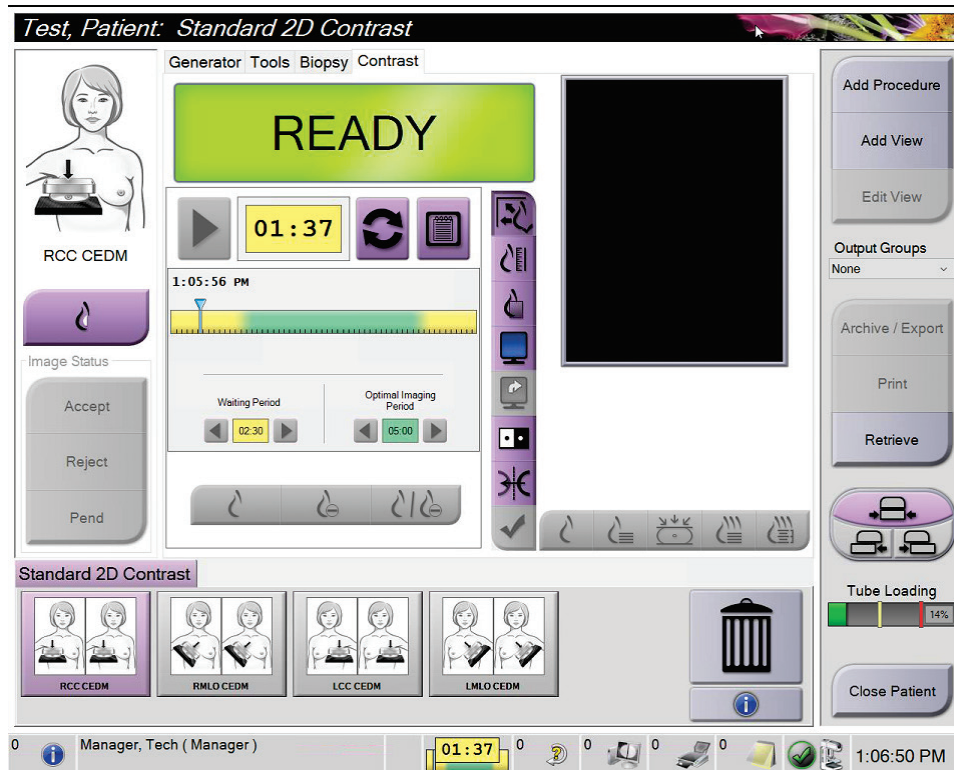 Test, Patient: Standard 2D Contrast
Generator Tools Biopsy Contrast
READY
01:37
1:05:56 PM
Waiting Period
Optimal Imaging
Period
02:30
05:00
RCC CEDM
Image Status
Accept
Reject
Pend
Add Procedure
Add View
Edit View
Output Groups
None
Archive / Export
Print
Retrieve
Tube Loading
14%
Close Patient
Standard 2D Contrast
RCC CEDM
RMLO CEDM
LCC CEDM
LMLO CEDM
0
Manager, Tech ( Manager )
01:37
0
0
0
0
1:06:50 PM